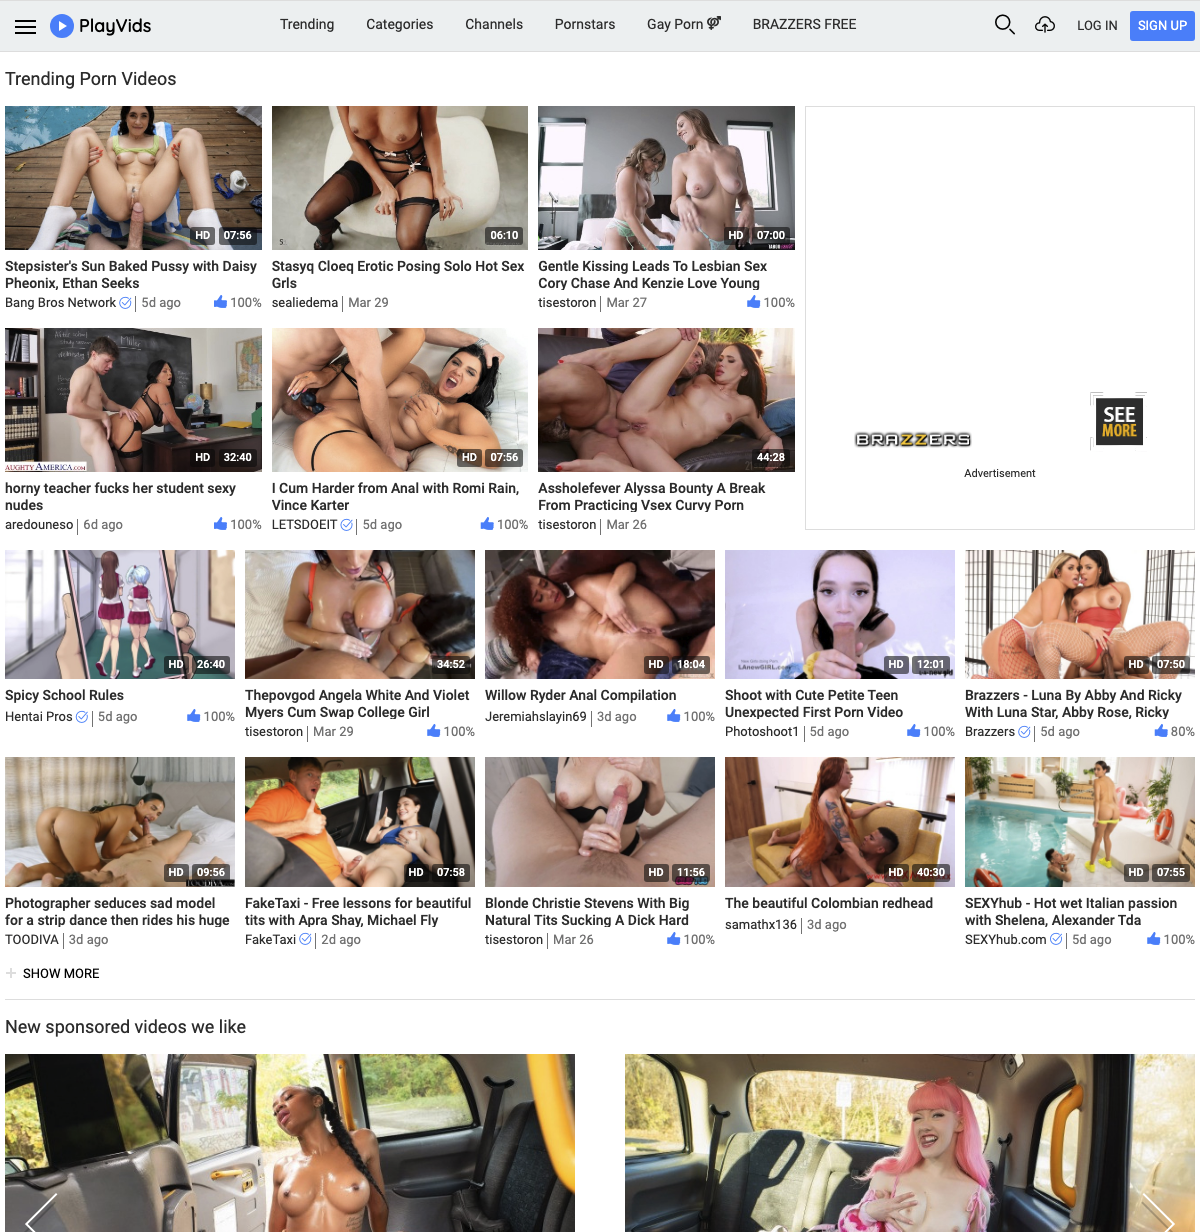 PlayVids
Trending
Categories
Channels
Pornstars
Gay Porn
BRAZZERS FREE
LOG IN
SIGN UP
Trending Porn Videos
HD 07:56
Stepsister's Sun Baked Pussy with Daisy
Pheonix, Ethan Seeks
Bang Bros Network 5d ago 100%
06:10
Stasyq Cloeq Erotic Posing Solo Hot Sex
Grls
sealiedema Mar 29
HD 07:00
Gentle Kissing Leads To Lesbian Sex
Cory Chase And Kenzie Love Young
tisestoron Mar 27 100%
BRAZZERS
SEE
MORE
Advertisement
Miller
AUGHTY AMERICA.COM
HD 32:40
horny teacher fucks her student sexy
nudes
aredouneso 6d ago 100%
HD 07:56
I Cum Harder from Anal with Romi Rain,
Vince Karter
LETSDOEIT 5d ago 100%
44:28
Assholefever Alyssa Bounty A Break
From Practicing Vsex Curvy Porn
tisestoron Mar 26
HD 26:40
Spicy School Rules
Hentai Pros 5d ago 100%
34:52
Thepovgod Angela White And Violet
Myers Cum Swap College Girl
tisestoron Mar 29 100%
HD 18:04
Willow Ryder Anal Compilation
Jeremiahslayin69 3d ago 100%
LAnewGIRL.com
HD 12:01
Shoot with Cute Petite Teen
Unexpected First Porn Video
Photoshoot1 5d ago 100%
HD 07:50
Brazzers - Luna By Abby And Ricky
With Luna Star, Abby Rose, Ricky
Brazzers 5d ago 80%
HD 09:56
Photographer seduces sad model
for a strip dance then rides his huge
TOODIVA 3d ago
HD 07:58
FakeTaxi - Free lessons for beautiful
tits with Apra Shay, Michael Fly
FakeTaxi 2d ago
HD 11:56
Blonde Christie Stevens With Big
Natural Tits Sucking A Dick Hard
tisestoron Mar 26 100%
HD 40:30
The beautiful Colombian redhead
samathx136 3d ago
HD 07:55
SEXYhub - Hot wet Italian passion
with Shelena, Alexander Tda
SEXYhub.com 5d ago 100%
SHOW MORE
New sponsored videos we like